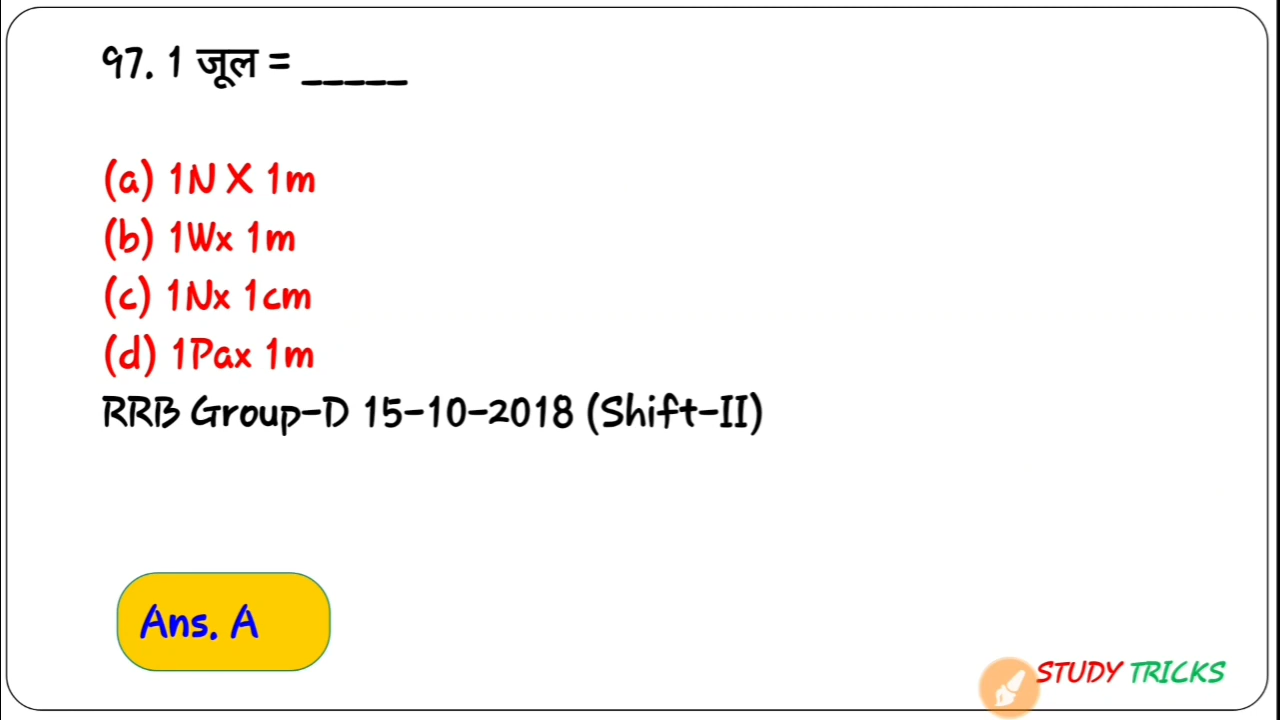 97. 1 जूल = _____
(a) 1N X 1m
(b) 1Wx 1m
(c) 1Nx 1cm
(d) 1Pax 1m
RRB Group-D 15-10-2018 (Shift-II)
Ans. A
STUDY TRICKS